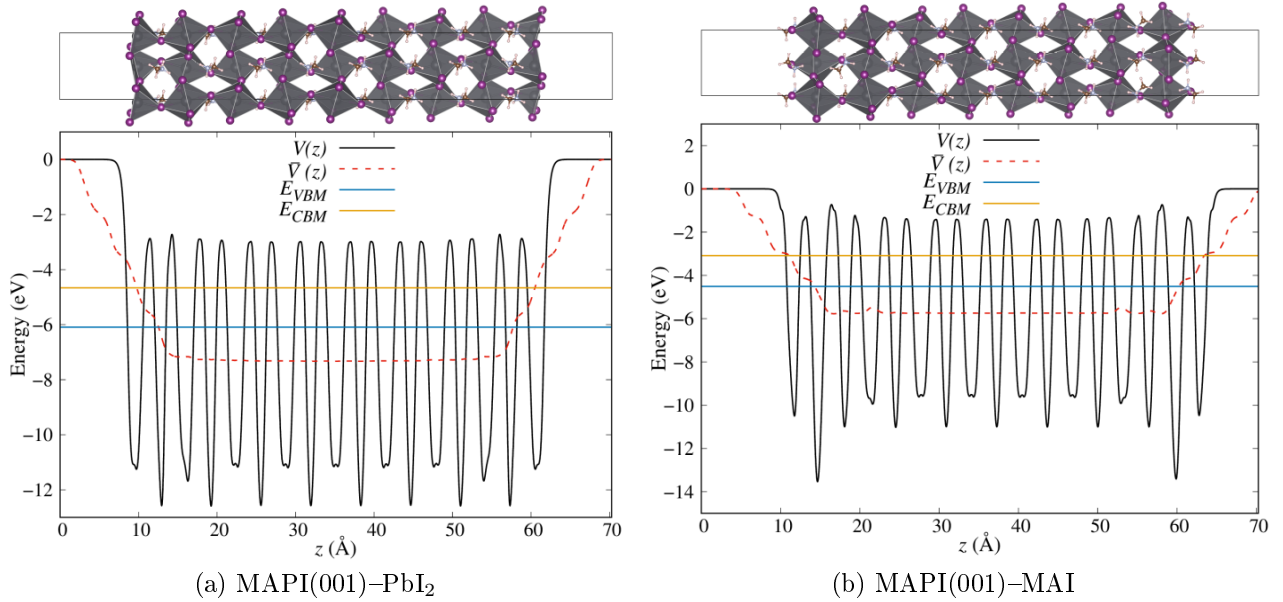 V(z)
V̄ (z)
E_VBM
E_CBM
0
−2
−4
−6
−8
−10
−12
Energy (eV)
0 10 20 30 40 50 60 70
z (Å)
(a) MAPI(001)–PbI₂
V(z)
V̄(z)
E_VBM
E_CBM
2
0
−2
−4
−6
−8
−10
−12
−14
Energy (eV)
0 10 20 30 40 50 60 70
z (Å)
(b) MAPI(001)–MAI